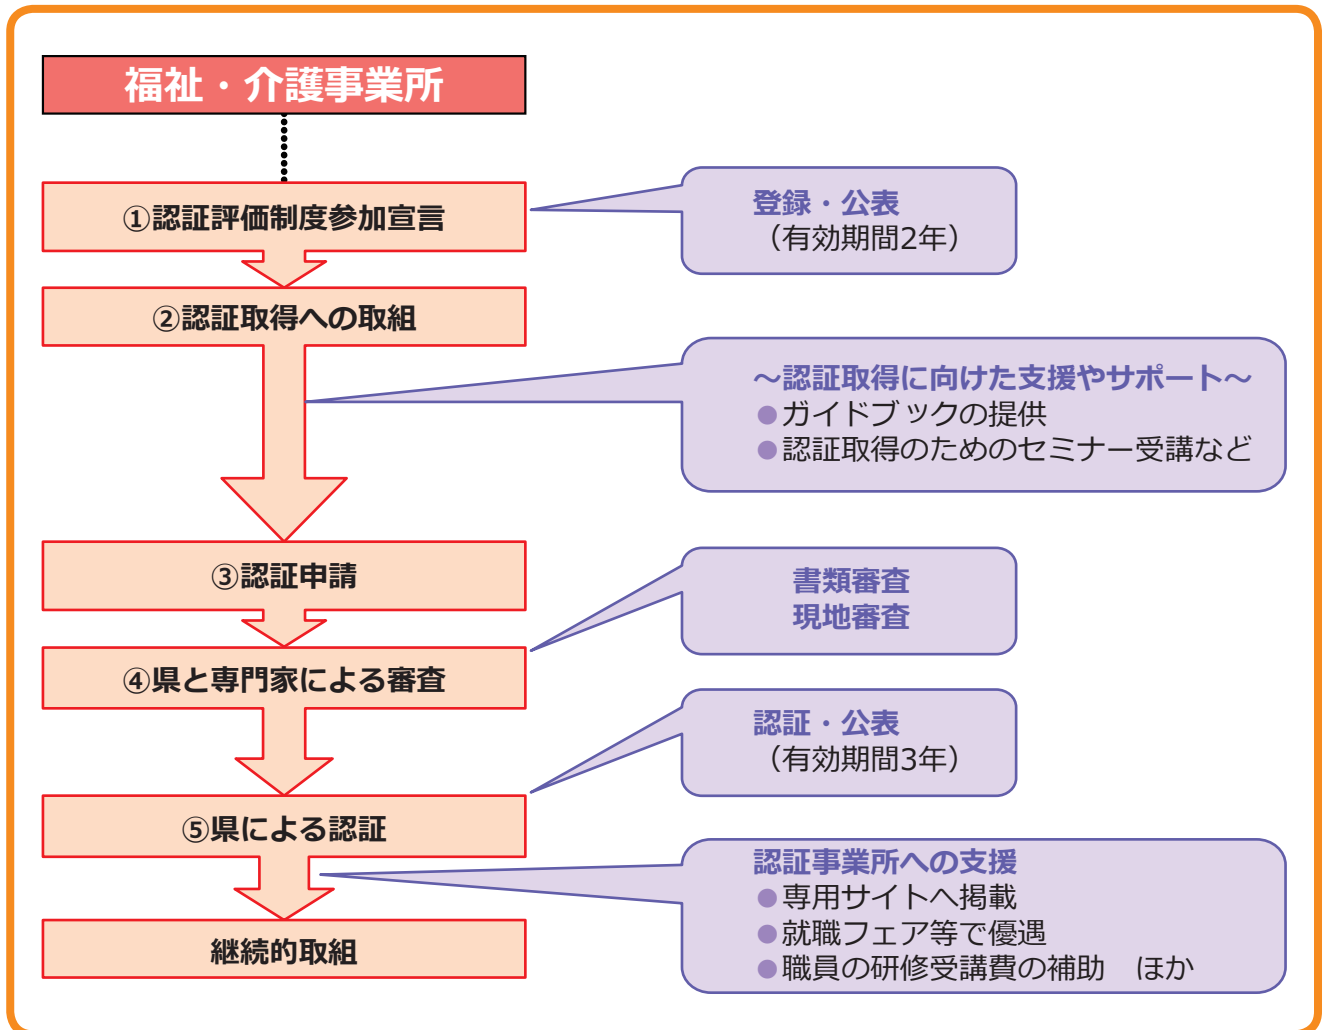 福祉・介護事業所
①認証評価制度参加宣言
登録・公表
（有効期間2年）
②認証取得への取組
～認証取得に向けた支援やサポート～
●ガイドブックの提供
●認証取得のためのセミナー受講など
③認証申請
書類審査
現地審査
④県と専門家による審査
認証・公表
（有効期間3年）
⑤県による認証
認証事業所への支援
●専用サイトへ掲載
●就職フェア等で優遇
●職員の研修受講費の補助　ほか
継続的取組